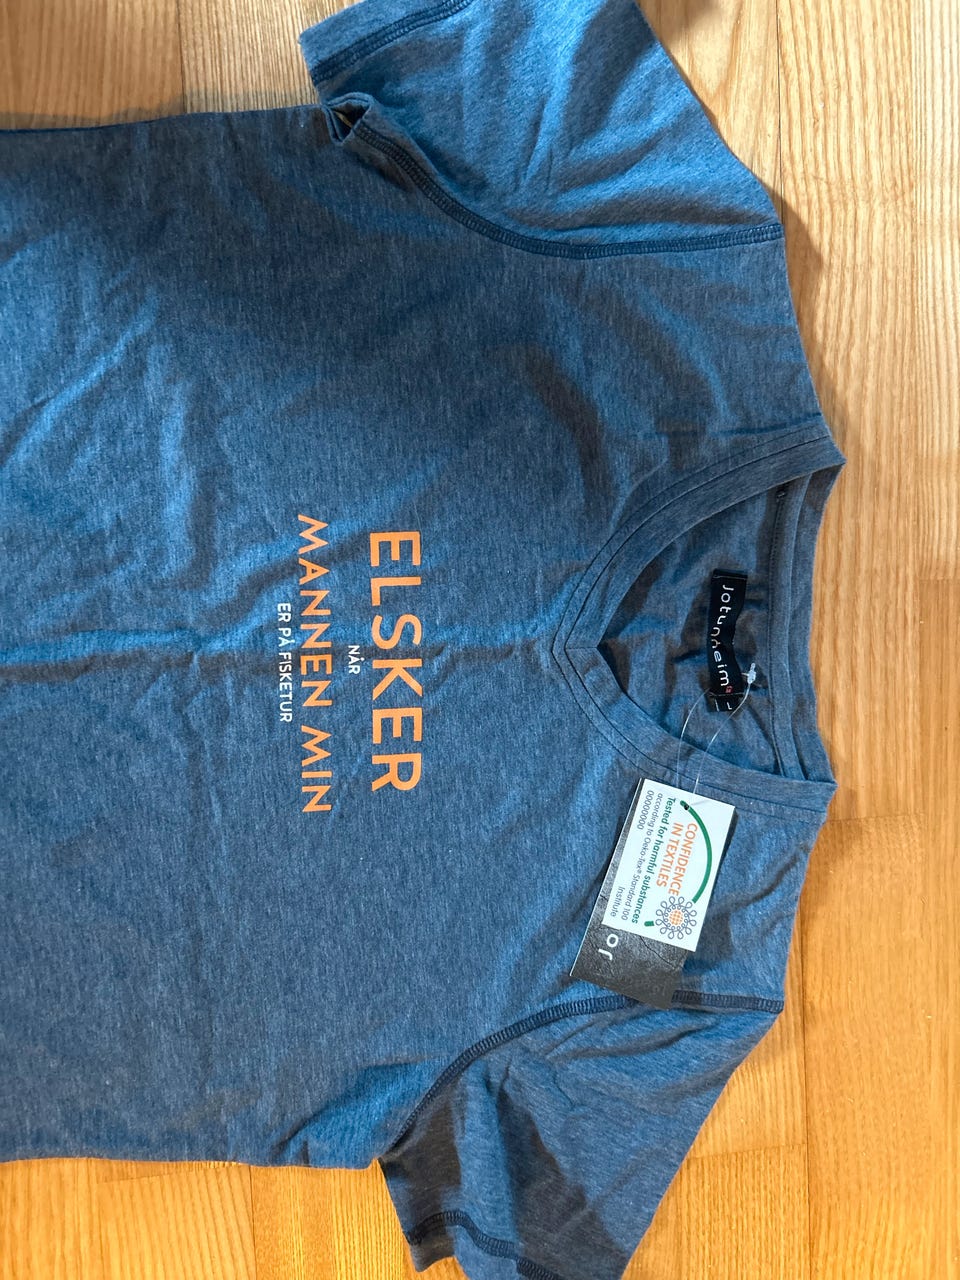 ELSKER
NÅR
MANNEN MIN
ER PÅ FISKETUR
Jotunheim
L
CONFIDENCE
IN TEXTILES
Tested for harmful substances
according to Oeko-Tex® Standard 100
00000000
Institute
Jo